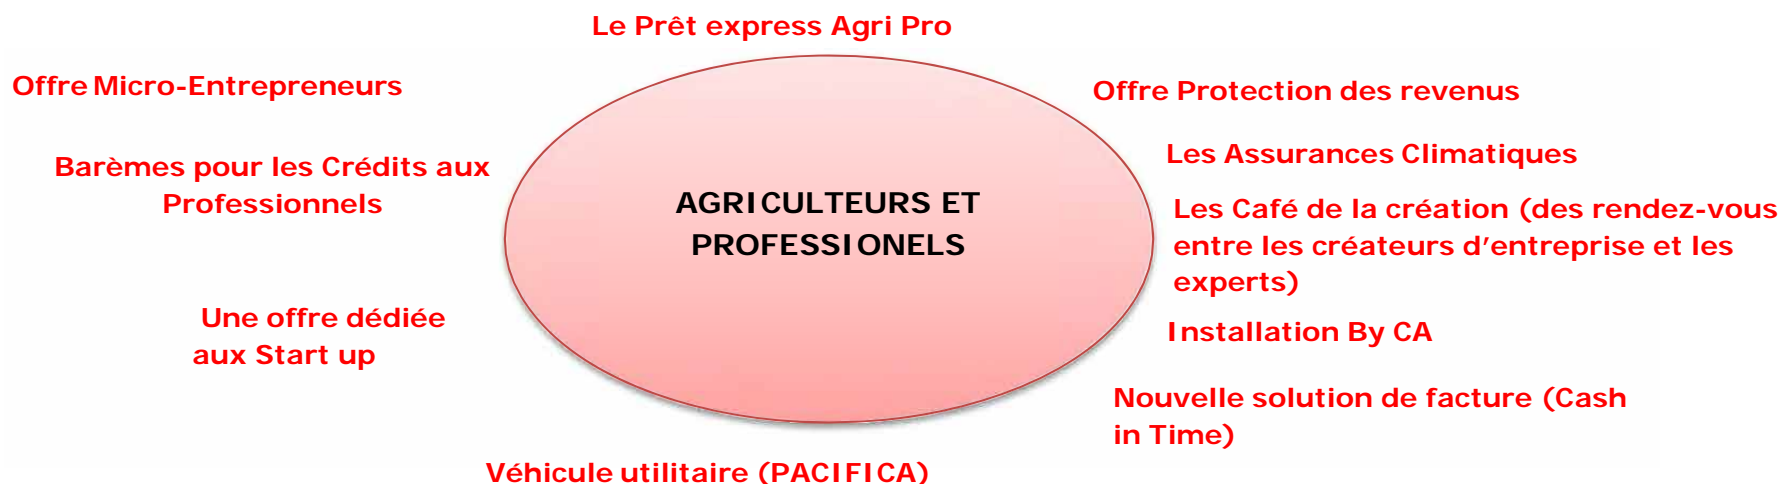 Le Prêt express Agri Pro
Offre Micro-Entrepreneurs
Offre Protection des revenus
Barèmes pour les Crédits aux
Professionnels
Les Assurances Climatiques
AGRICULTEURS ET
PROFESSIONELS
Les Café de la création (des rendez-vous
entre les créateurs d’entreprise et les
experts)
Une offre dédiée
aux Start up
Installation By CA
Nouvelle solution de facture (Cash
in Time)
Véhicule utilitaire (PACIFICA)